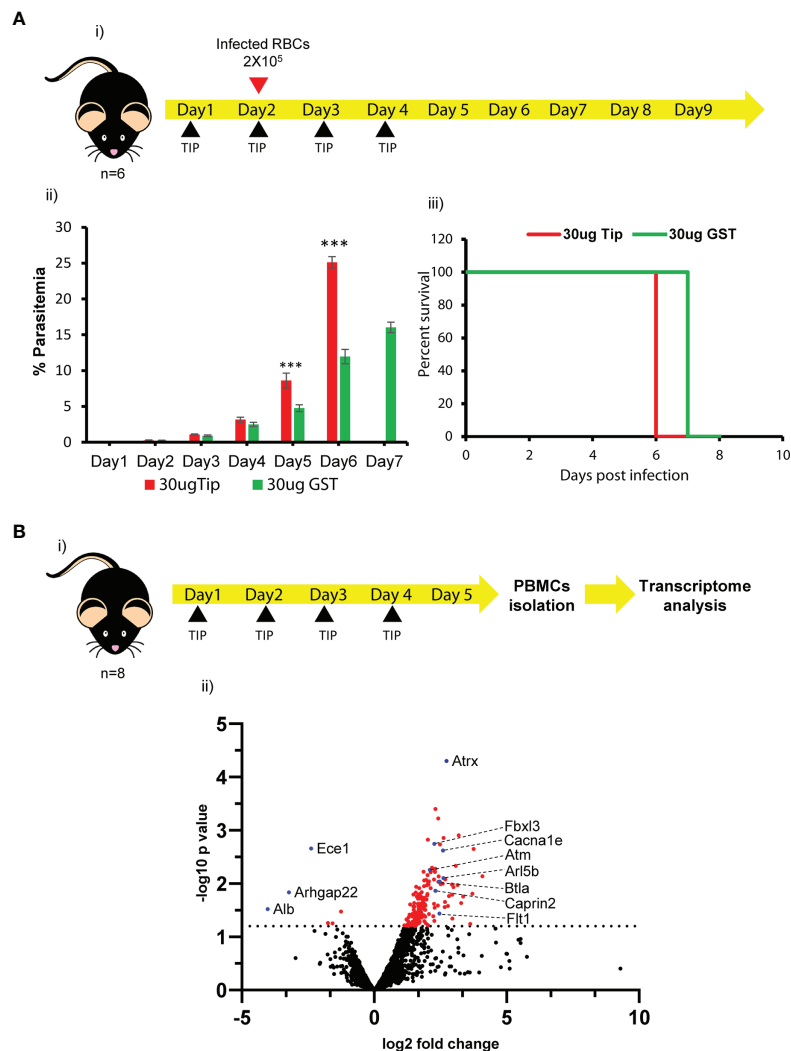 A
i)
Infected RBCs
2X10⁵
Day1 Day2 Day3 Day 4 Day 5 Day 6 Day7 Day 8 Day9
TIP TIP TIP TIP
n=6
ii)
% Parasitemia
30
25
20
15
10
5
0
***
***
Day1 Day2 Day3 Day4 Day5 Day6 Day7
30ugTip 30ug GST
iii)
30ug Tip 30ug GST
Percent survival
120
100
80
60
40
20
0
0 2 4 6 8 10
Days post infection
B
i)
Day1 Day2 Day3 Day 4 Day 5
TIP TIP TIP TIP
n=8
PBMCs
isolation
Transcriptome
analysis
ii)
-log10 p value
5
4
3
2
1
0
Atrx
Fbxl3
Cacna1e
Atm
Arl5b
Btla
Caprin2
Flt1
Ece1
Arhgap22
Alb
-5 0 5 10
log2 fold change